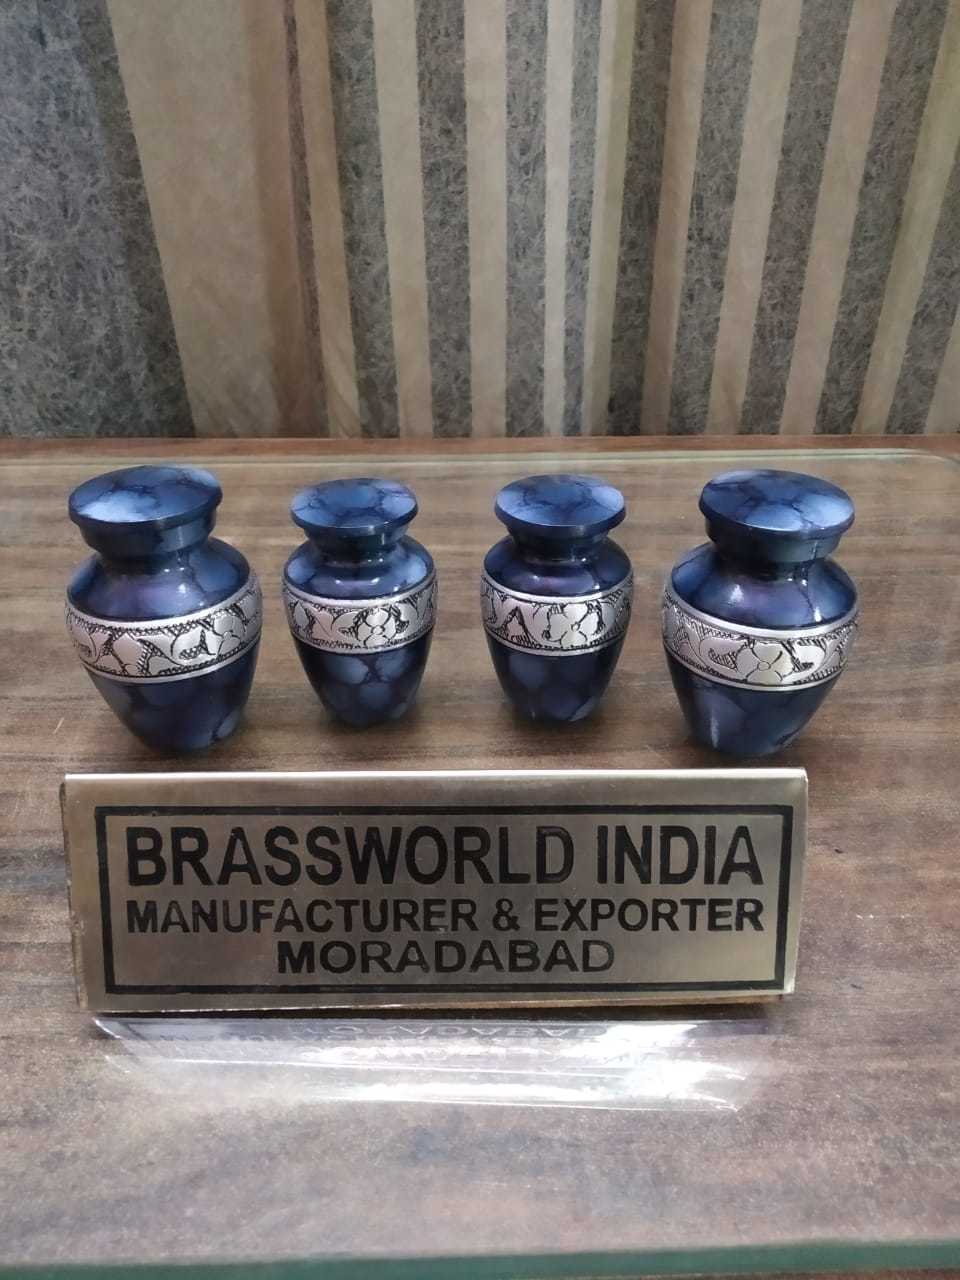 BRASSWORLD INDIA
MANUFACTURER & EXPORTER
MORADABAD